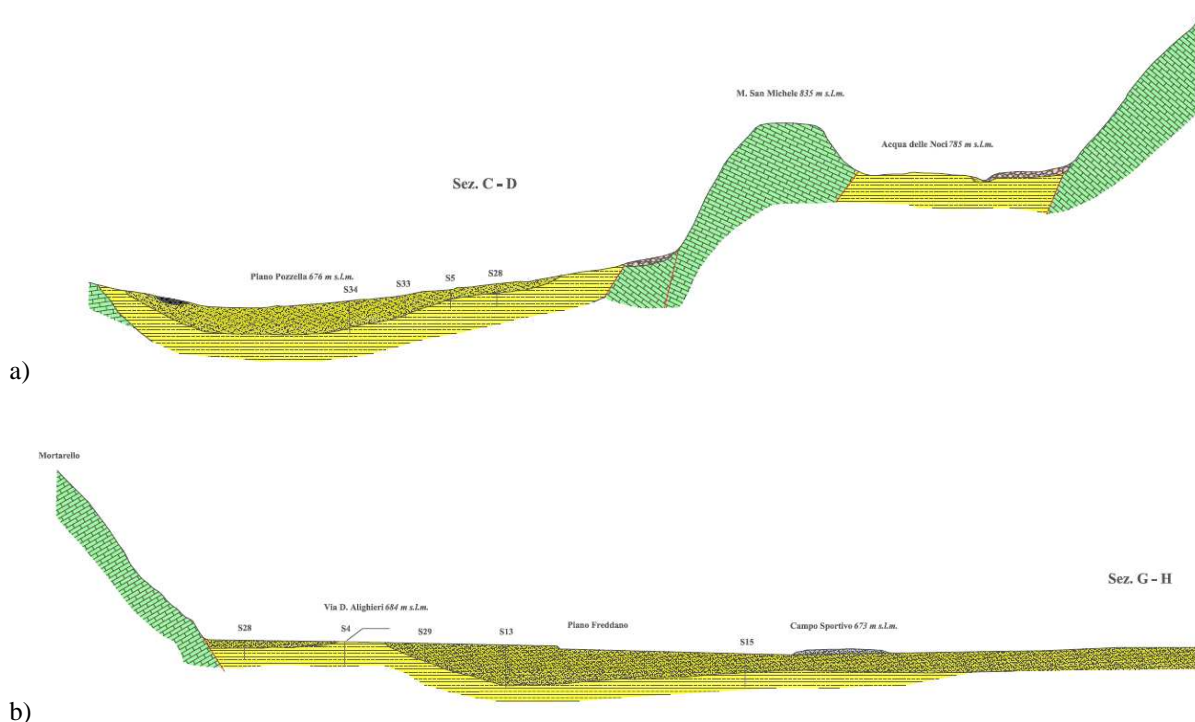 M. San Michele 835 m s.l.m.
Acqua delle Noci 785 m s.l.m.
Sez. C - D
Piano Pozzella 676 m s.l.m.
S34
S33
S5
S28
a)
Mortarello
Sez. G - H
Via D. Alighieri 684 m s.l.m.
S28
S4
S29
S13
Piano Freddano
S15
Campo Sportivo 673 m s.l.m.
b)